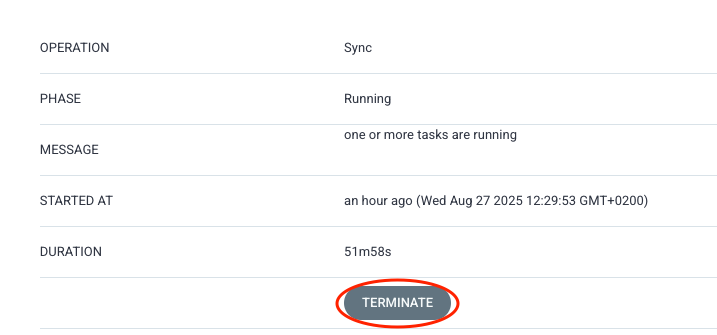 OPERATION Sync
PHASE Running
one or more tasks are running
MESSAGE
STARTED AT an hour ago (Wed Aug 27 2025 12:29:53 GMT+0200)
DURATION 51m58s
TERMINATE